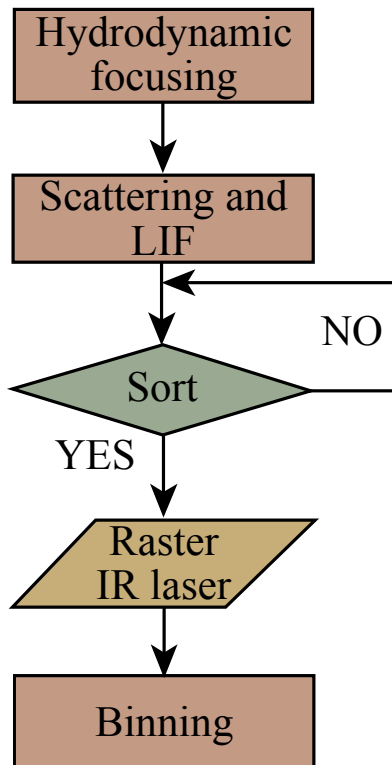 Hydrodynamic
focusing
Scattering and
LIF
NO
Sort
YES
Raster
IR laser
Binning